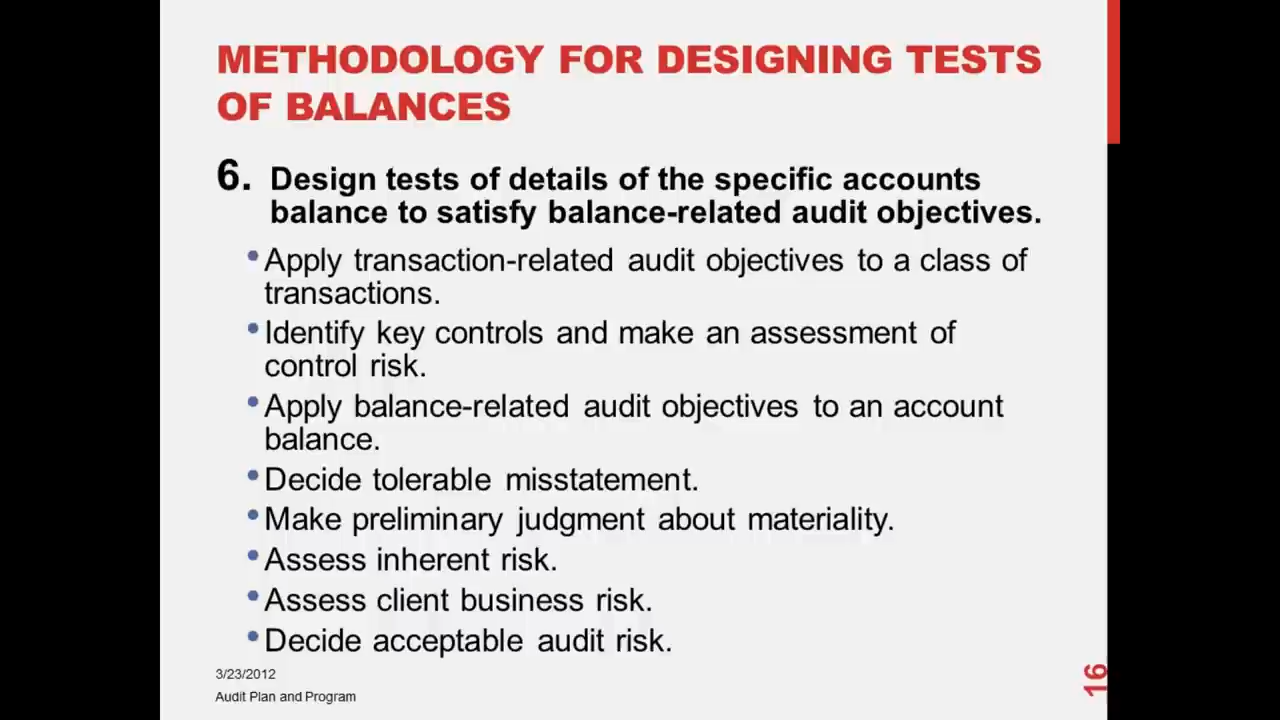 METHODOLOGY FOR DESIGNING TESTS
OF BALANCES
6. Design tests of details of the specific accounts
balance to satisfy balance-related audit objectives.
•Apply transaction-related audit objectives to a class of
transactions.
•Identify key controls and make an assessment of
control risk.
•Apply balance-related audit objectives to an account
balance.
•Decide tolerable misstatement.
•Make preliminary judgment about materiality.
•Assess inherent risk.
•Assess client business risk.
•Decide acceptable audit risk.
3/23/2012
Audit Plan and Program
16